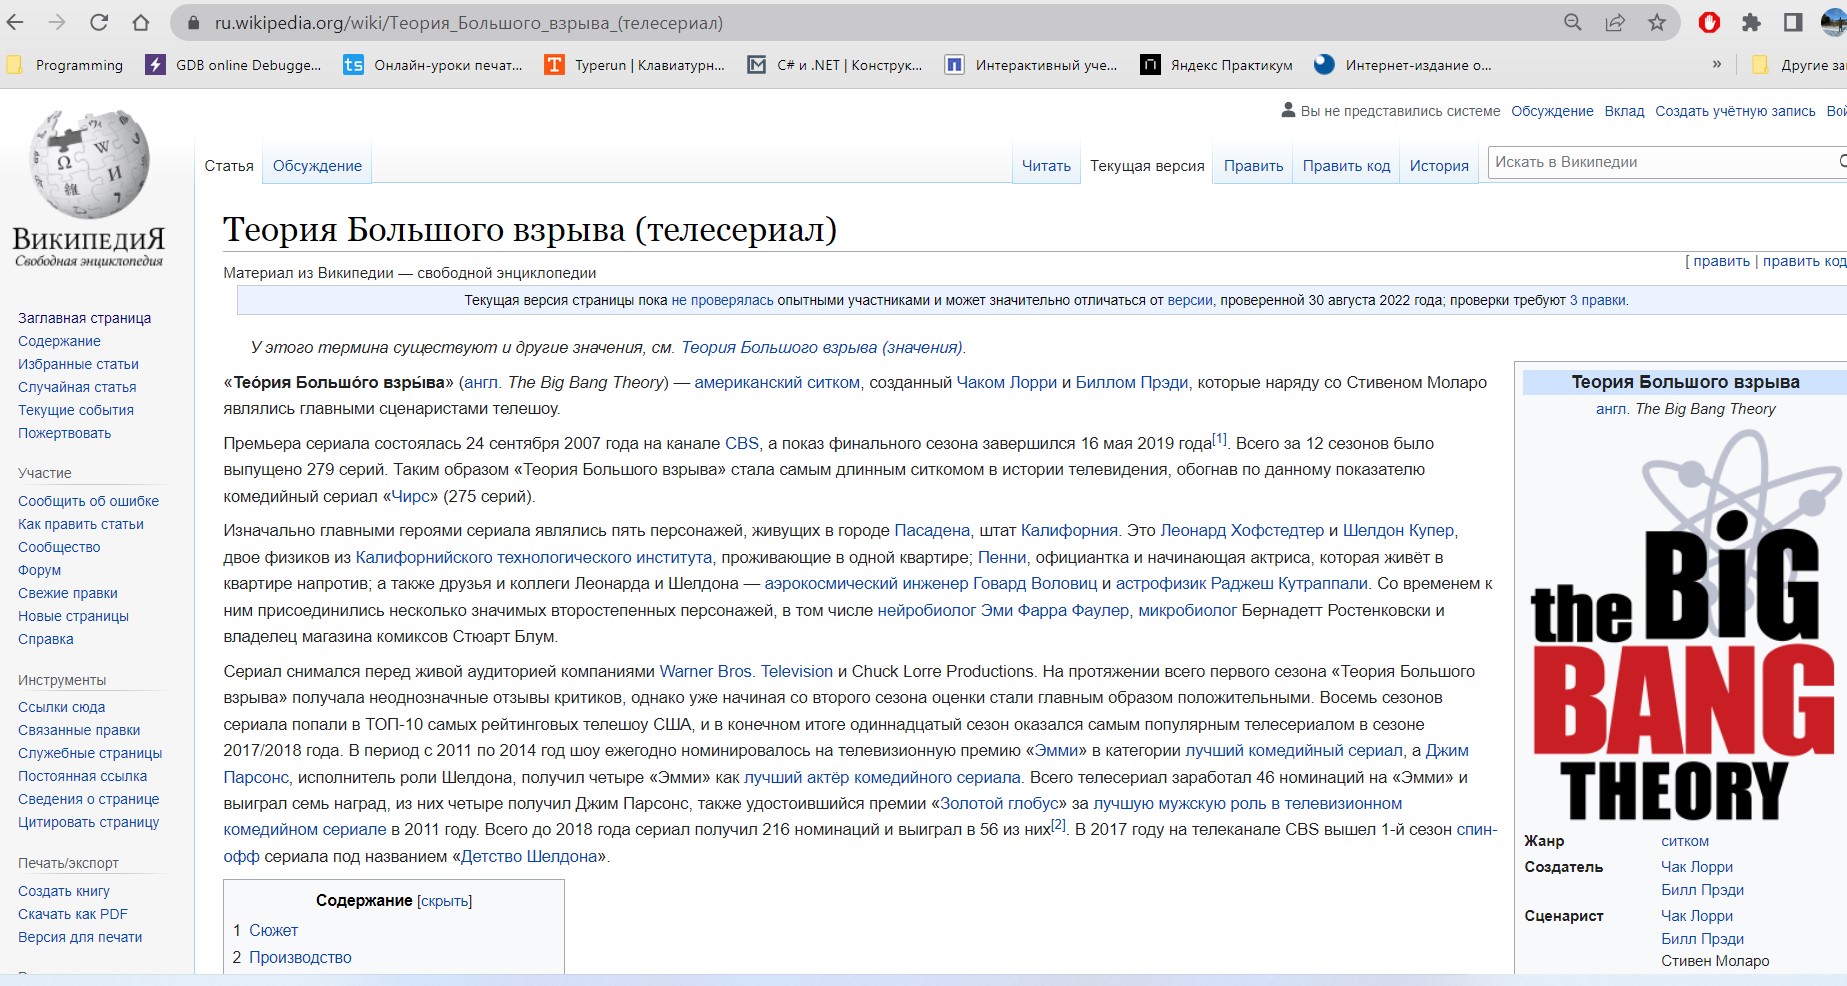 ru.wikipedia.org/wiki/Теория_Большого_взрыва_(телесериал)
Programming
GDB online Debugge...
ts
Онлайн-уроки печат...
T
Typerun | Клавиатурн...
C# и .NET | Конструк...
Интерактивный уче...
Яндекс Практикум
Интернет-издание о...
»
Другие за
Вы не представились системе Обсуждение Вклад Создать учётную запись Вой
Статья Обсуждение Читать Текущая версия Править Править код История Искать в Википедии
Ω W И 維
ВИКИПЕДИЯ
Свободная энциклопедия
Заглавная страница
Содержание
Избранные статьи
Случайная статья
Текущие события
Пожертвовать
Участие
Сообщить об ошибке
Как править статьи
Сообщество
Форум
Свежие правки
Новые страницы
Справка
Инструменты
Ссылки сюда
Связанные правки
Служебные страницы
Постоянная ссылка
Сведения о странице
Цитировать страницу
Печать/экспорт
Создать книгу
Скачать как PDF
Версия для печати
Теория Большого взрыва (телесериал)
[ править | править код
Материал из Википедии — свободной энциклопедии
Текущая версия страницы пока не проверялась опытными участниками и может значительно отличаться от версии, проверенной 30 августа 2022 года; проверки требуют 3 правки.
У этого термина существуют и другие значения, см. Теория Большого взрыва (значения).
«Тео́рия Большо́го взры́ва» (англ. The Big Bang Theory) — американский ситком, созданный Чаком Лорри и Биллом Прэди, которые наряду со Стивеном Моларо
являлись главными сценаристами телешоу.
Премьера сериала состоялась 24 сентября 2007 года на канале CBS, а показ финального сезона завершился 16 мая 2019 года[1]. Всего за 12 сезонов было
выпущено 279 серий. Таким образом «Теория Большого взрыва» стала самым длинным ситкомом в истории телевидения, обогнав по данному показателю
комедийный сериал «Чирс» (275 серий).
Изначально главными героями сериала являлись пять персонажей, живущих в городе Пасадена, штат Калифорния. Это Леонард Хофстедтер и Шелдон Купер,
двое физиков из Калифорнийского технологического института, проживающие в одной квартире; Пенни, официантка и начинающая актриса, которая живёт в
квартире напротив; а также друзья и коллеги Леонарда и Шелдона — аэрокосмический инженер Говард Воловиц и астрофизик Раджеш Кутраппали. Со временем к
ним присоединились несколько значимых второстепенных персонажей, в том числе нейробиолог Эми Фарра Фаулер, микробиолог Бернадетт Ростенковски и
владелец магазина комиксов Стюарт Блум.
Сериал снимался перед живой аудиторией компаниями Warner Bros. Television и Chuck Lorre Productions. На протяжении всего первого сезона «Теория Большого
взрыва» получала неоднозначные отзывы критиков, однако уже начиная со второго сезона оценки стали главным образом положительными. Восемь сезонов
сериала попали в ТОП-10 самых рейтинговых телешоу США, и в конечном итоге одиннадцатый сезон оказался самым популярным телесериалом в сезоне
2017/2018 года. В период с 2011 по 2014 год шоу ежегодно номинировалось на телевизионную премию «Эмми» в категории лучший комедийный сериал, а Джим
Парсонс, исполнитель роли Шелдона, получил четыре «Эмми» как лучший актёр комедийного сериала. Всего телесериал заработал 46 номинаций на «Эмми» и
выиграл семь наград, из них четыре получил Джим Парсонс, также удостоившийся премии «Золотой глобус» за лучшую мужскую роль в телевизионном
комедийном сериале в 2011 году. Всего до 2018 года сериал получил 216 номинаций и выиграл в 56 из них[2]. В 2017 году на телеканале CBS вышел 1-й сезон спин-
офф сериала под названием «Детство Шелдона».
Содержание [скрыть]
1 Сюжет
2 Производство
Теория Большого взрыва
англ. The Big Bang Theory
the BiG
BANG
THEORY
Жанр ситком
Создатель Чак Лорри
Билл Прэди
Сценарист Чак Лорри
Билл Прэди
Стивен Моларо